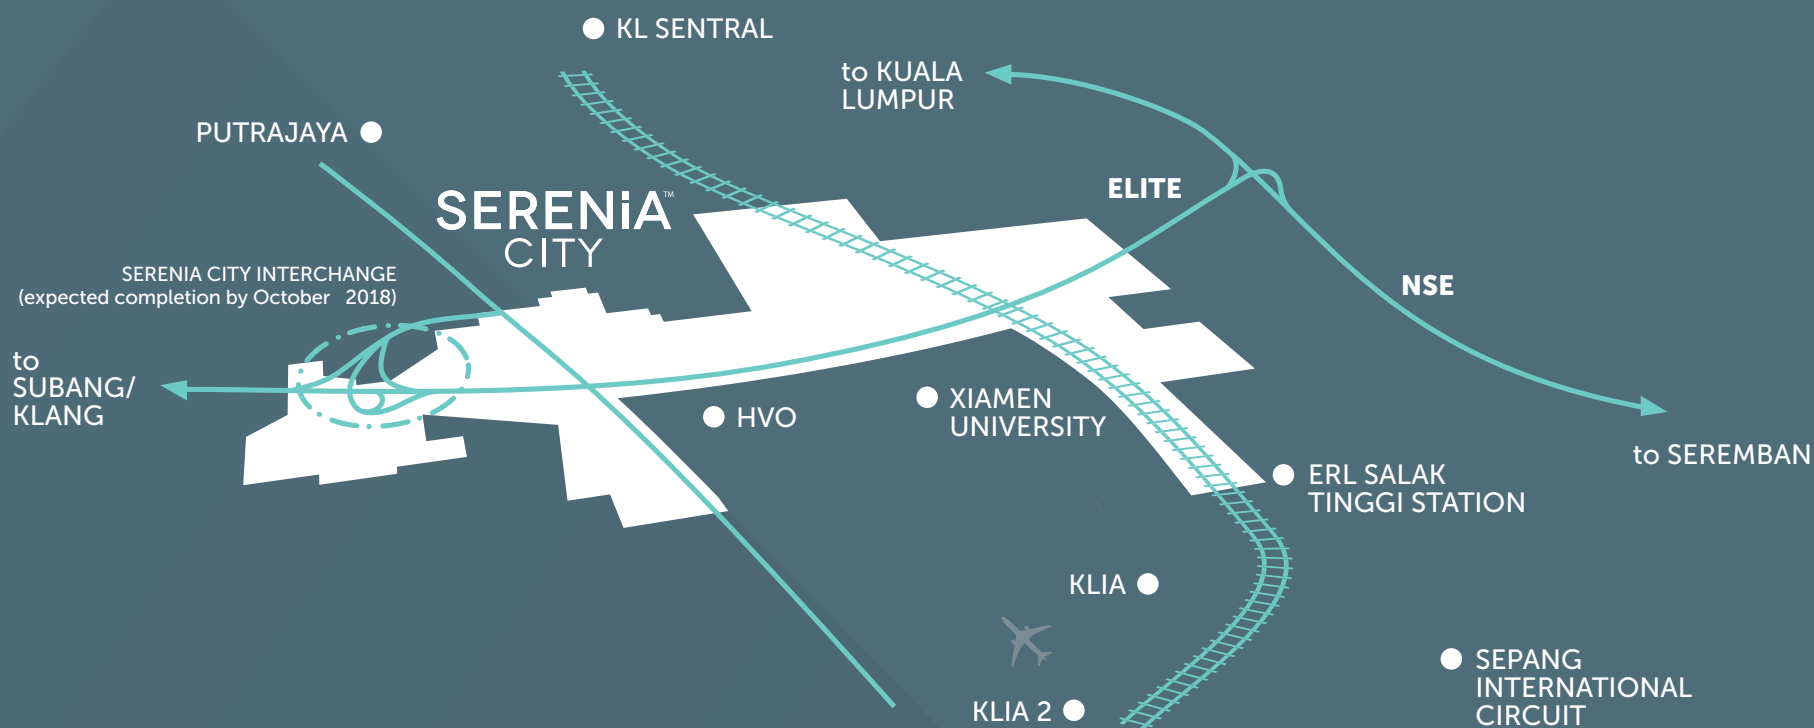 KL SENTRAL
to KUALA
LUMPUR
PUTRAJAYA
ELITE
SERENiA™
CITY
SERENIA CITY INTERCHANGE
(expected completion by October 2018)
NSE
to
SUBANG/
KLANG
XIAMEN
UNIVERSITY
HVO
to SEREMBAN
ERL SALAK
TINGGI STATION
KLIA
SEPANG
INTERNATIONAL
CIRCUIT
KLIA 2